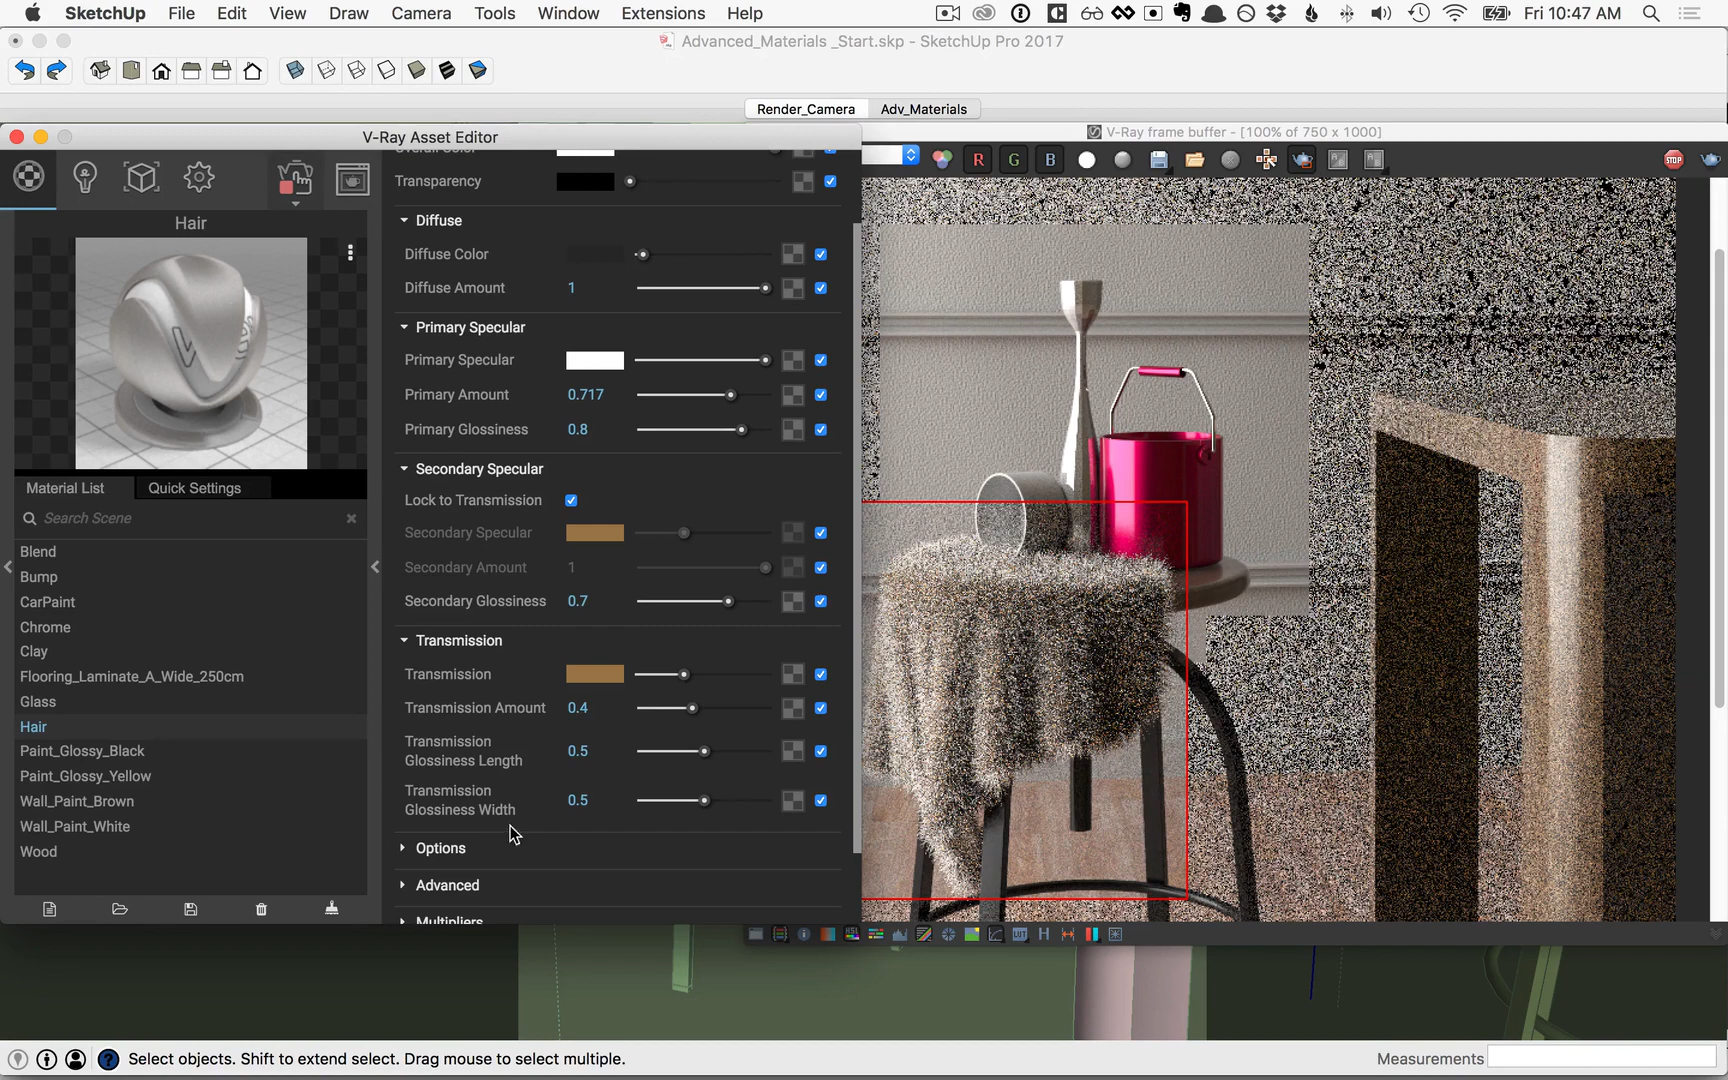 SketchUp File Edit View Draw Camera Tools Window Extensions Help Fri 10:47 AM
Advanced_Materials _Start.skp - SketchUp Pro 2017
Render_Camera Adv_Materials
V-Ray Asset Editor
V-Ray frame buffer - [100% of 750 x 1000]
R G B STOP
Hair
Material List Quick Settings
Search Scene
Blend
Bump
CarPaint
Chrome
Clay
Flooring_Laminate_A_Wide_250cm
Glass
Hair
Paint_Glossy_Black
Paint_Glossy_Yellow
Wall_Paint_Brown
Wall_Paint_White
Wood
Overall Color
Transparency
Diffuse
Diffuse Color
Diffuse Amount 1
Primary Specular
Primary Specular
Primary Amount 0.717
Primary Glossiness 0.8
Secondary Specular
Lock to Transmission
Secondary Specular
Secondary Amount 1
Secondary Glossiness 0.7
Transmission
Transmission
Transmission Amount 0.4
Transmission
Glossiness Length 0.5
Transmission
Glossiness Width 0.5
Options
Advanced
Multipliers
LUT H
Select objects. Shift to extend select. Drag mouse to select multiple.
Measurements